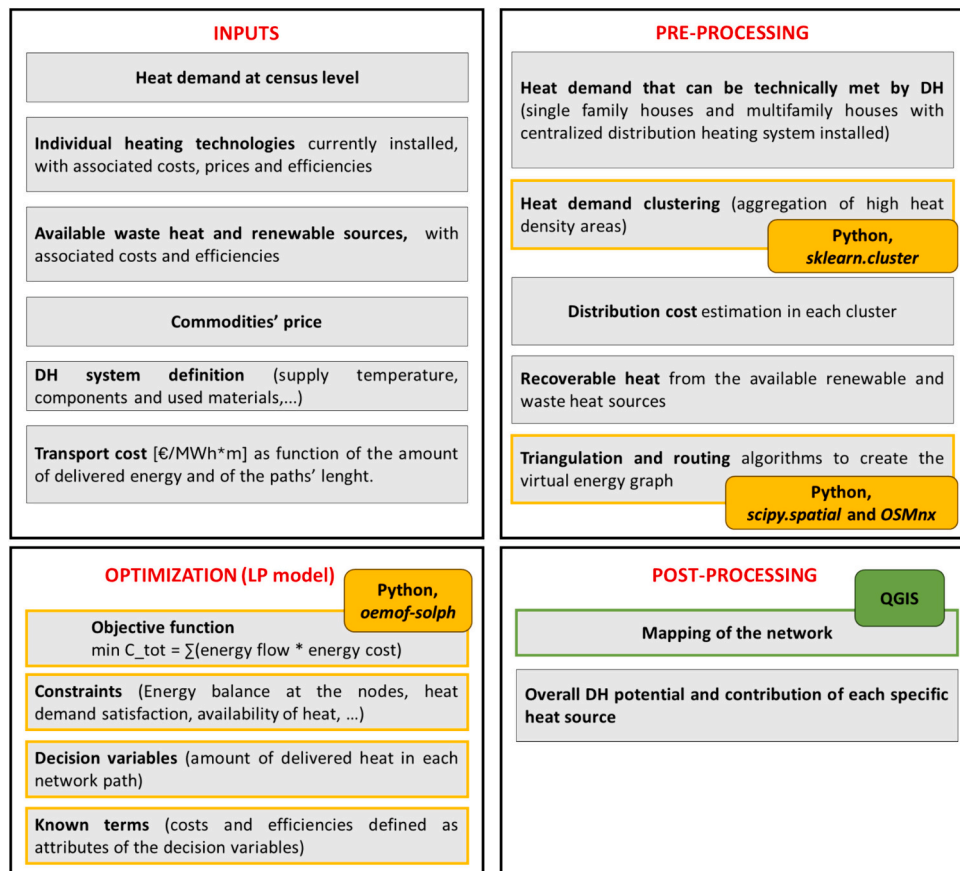 INPUTS
Heat demand at census level
Individual heating technologies currently installed,
with associated costs, prices and efficiencies
Available waste heat and renewable sources, with
associated costs and efficiencies
Commodities’ price
DH system definition (supply temperature,
components and used materials,...)
Transport cost [€/MWh*m] as function of the amount
of delivered energy and of the paths’ lenght.
PRE-PROCESSING
Heat demand that can be technically met by DH
(single family houses and multifamily houses with
centralized distribution heating system installed)
Heat demand clustering (aggregation of high heat
density areas)
Python,
sklearn.cluster
Distribution cost estimation in each cluster
Recoverable heat from the available renewable and
waste heat sources
Triangulation and routing algorithms to create the
virtual energy graph
Python,
scipy.spatial and OSMnx
OPTIMIZATION (LP model)
Python,
oemof-solph
Objective function
min C_tot = ∑(energy flow * energy cost)
Constraints (Energy balance at the nodes, heat
demand satisfaction, availability of heat, ...)
Decision variables (amount of delivered heat in each
network path)
Known terms (costs and efficiencies defined as
attributes of the decision variables)
POST-PROCESSING
QGIS
Mapping of the network
Overall DH potential and contribution of each specific
heat source